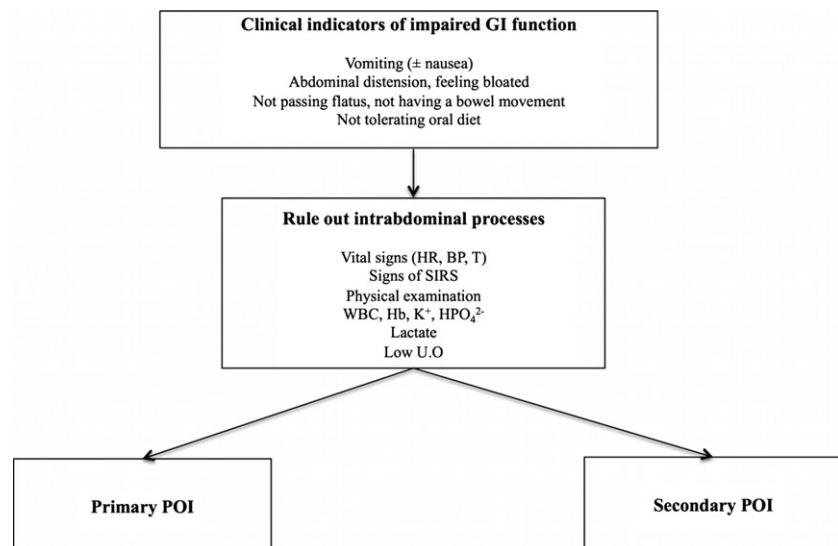 Clinical indicators of impaired GI function
Vomiting (± nausea)
Abdominal distension, feeling bloated
Not passing flatus, not having a bowel movement
Not tolerating oral diet
Rule out intrabdominal processes
Vital signs (HR, BP, T)
Signs of SIRS
Physical examination
WBC, Hb, K⁺, HPO₄²⁻
Lactate
Low U.O
Primary POI
Secondary POI